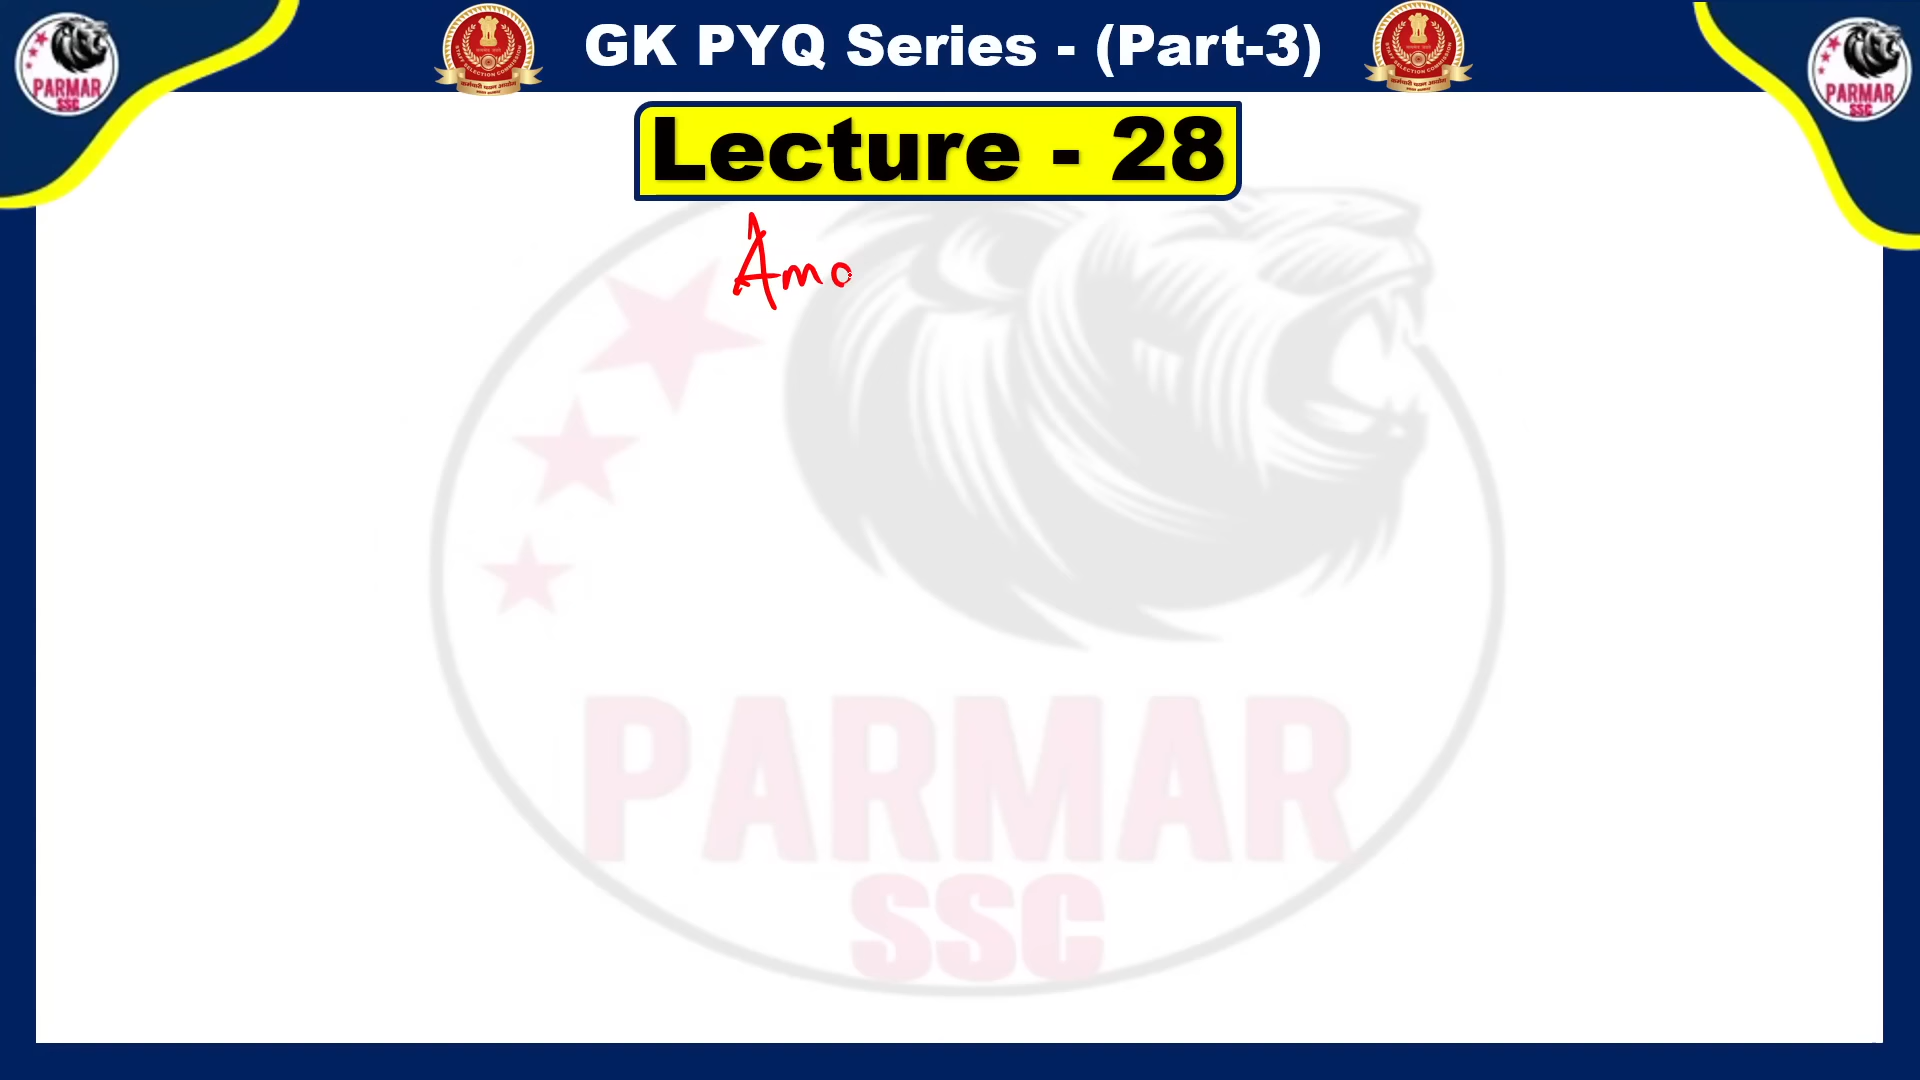 GK PYQ Series - (Part-3)
PARMAR
SSC
PARMAR
SSC
Lecture - 28
Amo
PARMAR
SSC